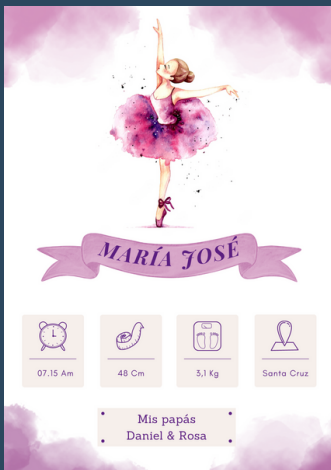 MARÍA JOSÉ
07.15 Am
48 Cm
3,1 Kg
Santa Cruz
Mis papás
Daniel & Rosa